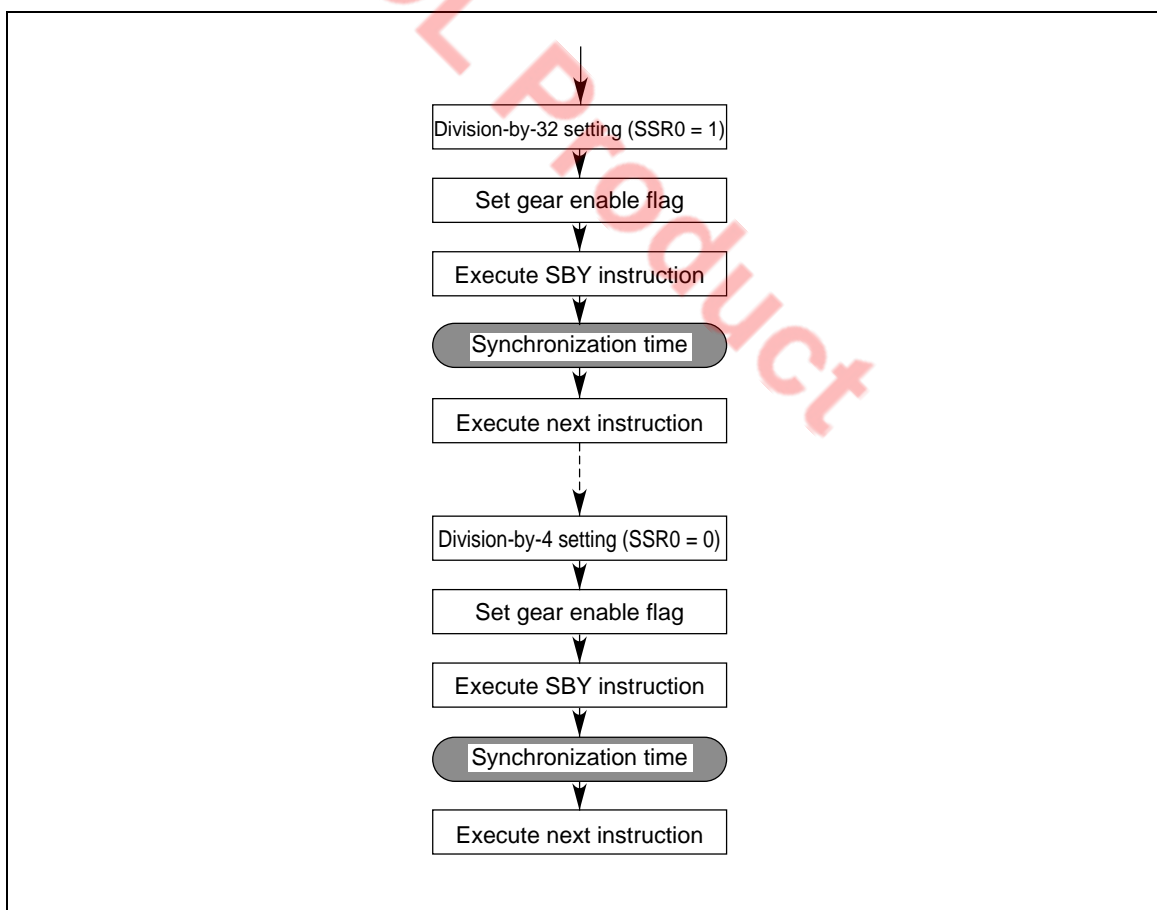 Division-by-32 setting (SSR0 = 1)
Set gear enable flag
Execute SBY instruction
Synchronization time
Execute next instruction
Division-by-4 setting (SSR0 = 0)
Set gear enable flag
Execute SBY instruction
Synchronization time
Execute next instruction
L Product